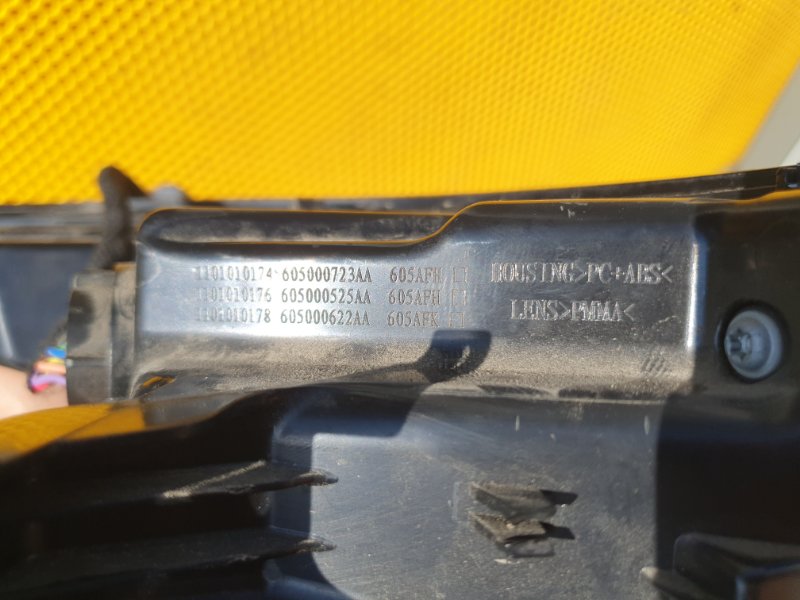 1101010174 605000723AA 605AFH
1101010176 605000525AA 605AFH
1101010178 605000622AA 605AFK
HOUSING>PC+ABS<
LENS>PMMA<